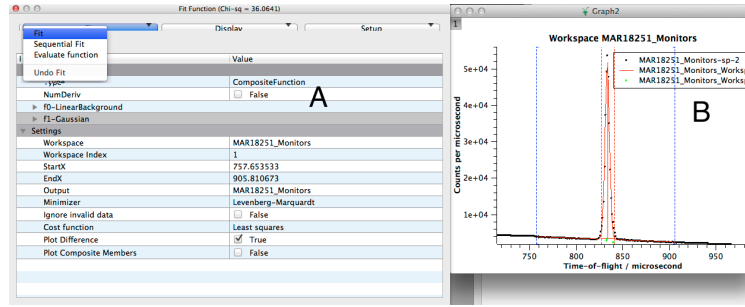 Fit Function (Chi-sq = 36.0641)
Display
Setup
Fit
Sequential Fit
Evaluate function
Undo Fit
Value
Type CompositeFunction
NumDeriv False
f0-LinearBackground
f1-Gaussian
Settings
Workspace MAR18251_Monitors
Workspace Index 1
StartX 757.653533
EndX 905.810673
Output MAR18251_Monitors
Minimizer Levenberg-Marquardt
Ignore invalid data False
Cost function Least squares
Plot Difference True
Plot Composite Members False
A
Graph2
1
Workspace MAR18251_Monitors
MAR18251_Monitors-sp-2
MAR18251_Monitors_Worksp
MAR18251_Monitors_Works
B
Counts per microsecond
5e+04
4e+04
3e+04
2e+04
1e+04
750 800 850 900 950
Time-of-flight / microsecond